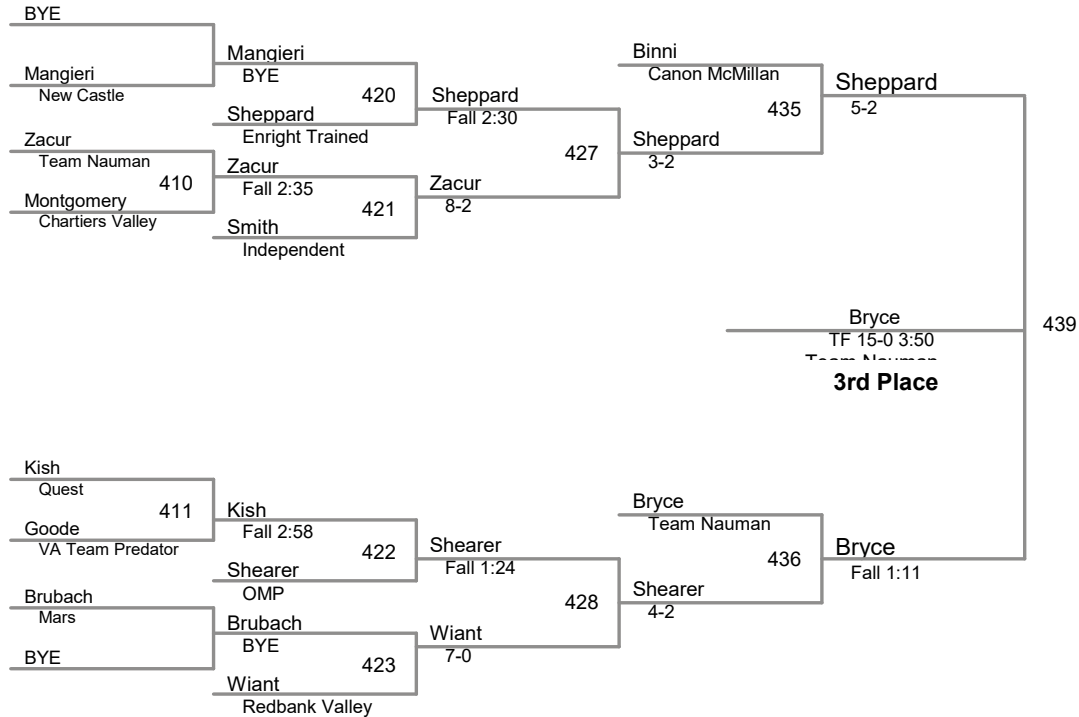 BYE
Mangieri
New Castle
Zacur
Team Nauman
410
Montgomery
Chartiers Valley
Mangieri
BYE
420
Sheppard
Enright Trained
Zacur
Fall 2:35
421
Smith
Independent
Sheppard
Fall 2:30
427
Zacur
8-2
Binni
Canon McMillan
435
Sheppard
3-2
Sheppard
5-2
Bryce
TF 15-0 3:50
Team Nauman
3rd Place
439
Kish
Quest
411
Goode
VA Team Predator
Brubach
Mars
BYE
Kish
Fall 2:58
422
Shearer
OMP
Brubach
BYE
423
Wiant
Redbank Valley
Shearer
Fall 1:24
428
Wiant
7-0
Bryce
Team Nauman
436
Shearer
4-2
Bryce
Fall 1:11